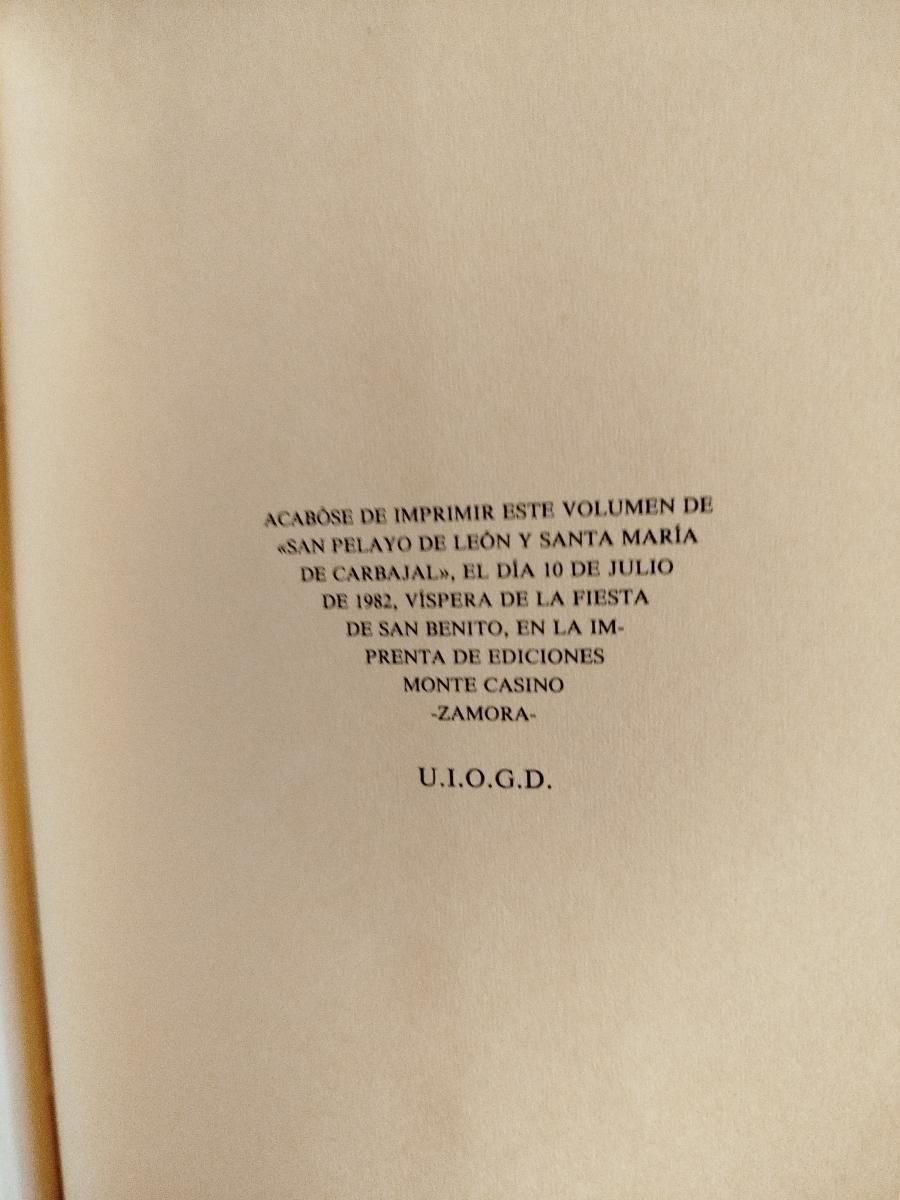 ACABÓSE DE IMPRIMIR ESTE VOLUMEN DE
«SAN PELAYO DE LEÓN Y SANTA MARÍA
DE CARBAJAL», EL DÍA 10 DE JULIO
DE 1982, VÍSPERA DE LA FIESTA
DE SAN BENITO, EN LA IM-
PRENTA DE EDICIONES
MONTE CASINO
-ZAMORA-
U.I.O.G.D.